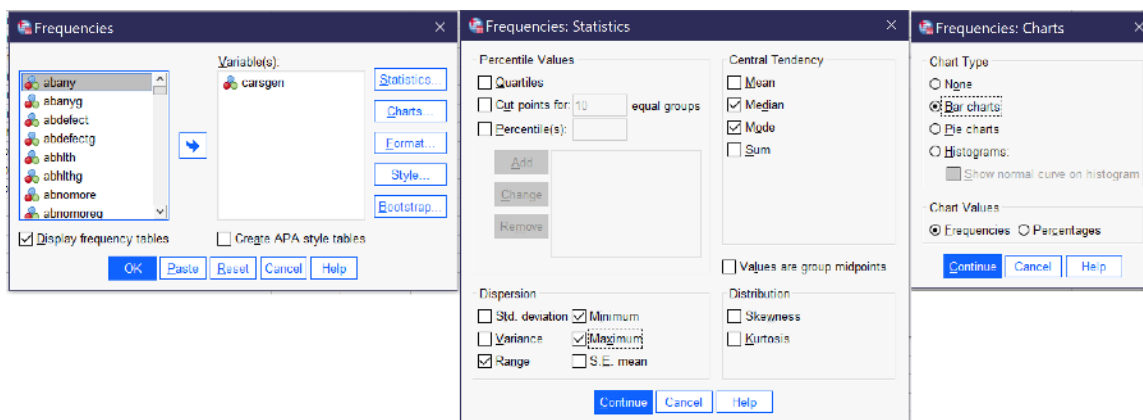 Frequencies
Variable(s):
abany
abanyg
abdefect
abdefectg
abhlth
abhlthg
abnomore
abnomoreg
carsgen
Statistics...
Charts...
Format...
Style...
Bootstrap...
Display frequency tables
Create APA style tables
OK Paste Reset Cancel Help
Frequencies: Statistics
Percentile Values
Quartiles
Cut points for: 10 equal groups
Percentile(s):
Add
Change
Remove
Central Tendency
Mean
Median
Mode
Sum
Values are group midpoints
Dispersion
Std. deviation Minimum
Variance Maximum
Range S.E. mean
Distribution
Skewness
Kurtosis
Continue Cancel Help
Frequencies: Charts
Chart Type
None
Bar charts
Pie charts
Histograms:
Show normal curve on histogram
Chart Values
Frequencies Percentages
Continue Cancel Help